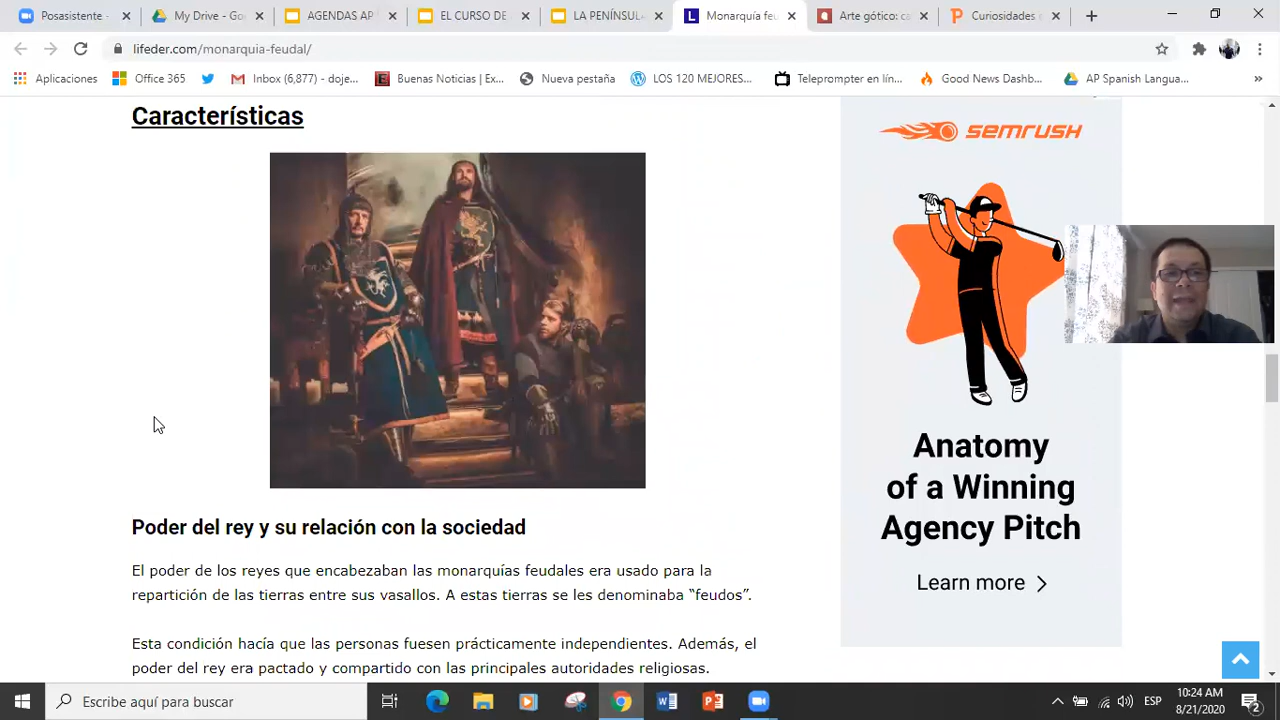 Posasistente -
My Drive - Go
AGENDAS AP
EL CURSO DE
LA PENÍNSUL
Monarquía feu
Arte gótico: ca
Curiosidades
lifeder.com/monarquia-feudal/
Aplicaciones
Office 365
Inbox (6,877) - doje...
Buenas Noticias | Ex...
Nueva pestaña
LOS 120 MEJORES...
Teleprompter en lín...
Good News Dashb...
AP Spanish Langua...
»
Características
SEMRUSH
Anatomy
of a Winning
Agency Pitch
Learn more
Poder del rey y su relación con la sociedad
El poder de los reyes que encabezaban las monarquías feudales era usado para la
repartición de las tierras entre sus vasallos. A estas tierras se les denominaba “feudos”.
Esta condición hacía que las personas fuesen prácticamente independientes. Además, el
poder del rey era pactado y compartido con las principales autoridades religiosas.
Escribe aquí para buscar
ESP
10:24 AM
8/21/2020
2